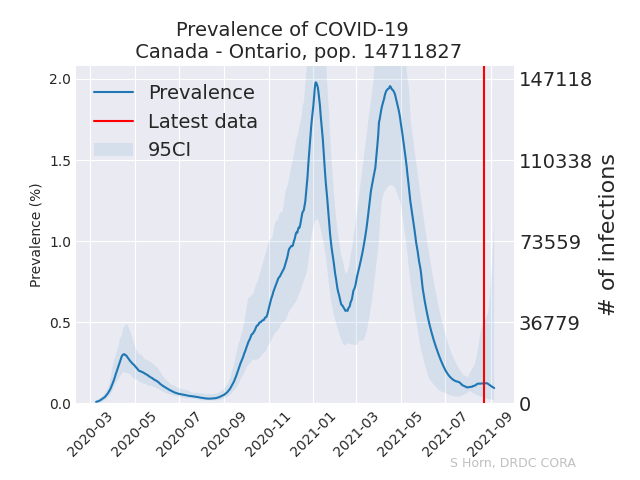 Prevalence of COVID-19
Canada - Ontario, pop. 14711827
Prevalence
Latest data
95CI
Prevalence (%)
2.0
1.5
1.0
0.5
0.0
147118
110338
73559
36779
0
# of infections
2020-03
2020-05
2020-07
2020-09
2020-11
2021-01
2021-03
2021-05
2021-07
2021-09
S Horn, DRDC CORA